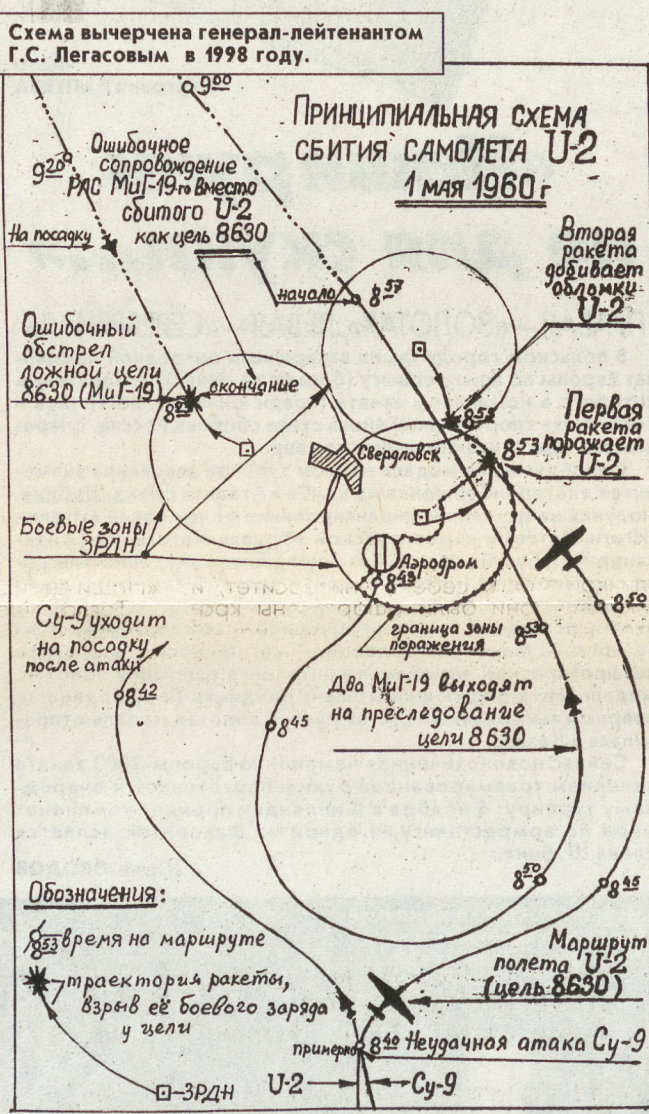 Схема вычерчена генерал-лейтенантом
Г.С. Легасовым в 1998 году.
9⁰⁰
Принципиальная схема
сбития самолета U-2
1 мая 1960 г
9²⁰
Ошибочное
сопровождение
РЛС МиГ-19-го вместо
сбитого U-2
как цель 8630
На посадку
начало
8⁵⁷
Вторая
ракета
добивает
обломки
U-2
Ошибочный
обстрел
ложной цели
8630 (МиГ-19)
окончание
8⁵⁵
Первая
ракета
поражает
U-2
8⁵³
Свердловск
Боевые зоны
ЗРДН
Аэродром
8⁴³
8⁵⁰
Су-9 уходит
на посадку
после атаки
граница зоны
поражения
8⁵³
8⁴²
8⁴⁵
Два МиГ-19 выходят
на преследование
цели 8630
8⁵⁰
8⁴⁵
Обозначения:
8⁵³ время на маршруте
траектория ракеты,
взрыв её боевого заряда
у цели
ЗРДН
Маршрут
полета U-2
(цель 8630)
примерно 8⁴⁰ Неудачная атака Су-9
U-2
Су-9